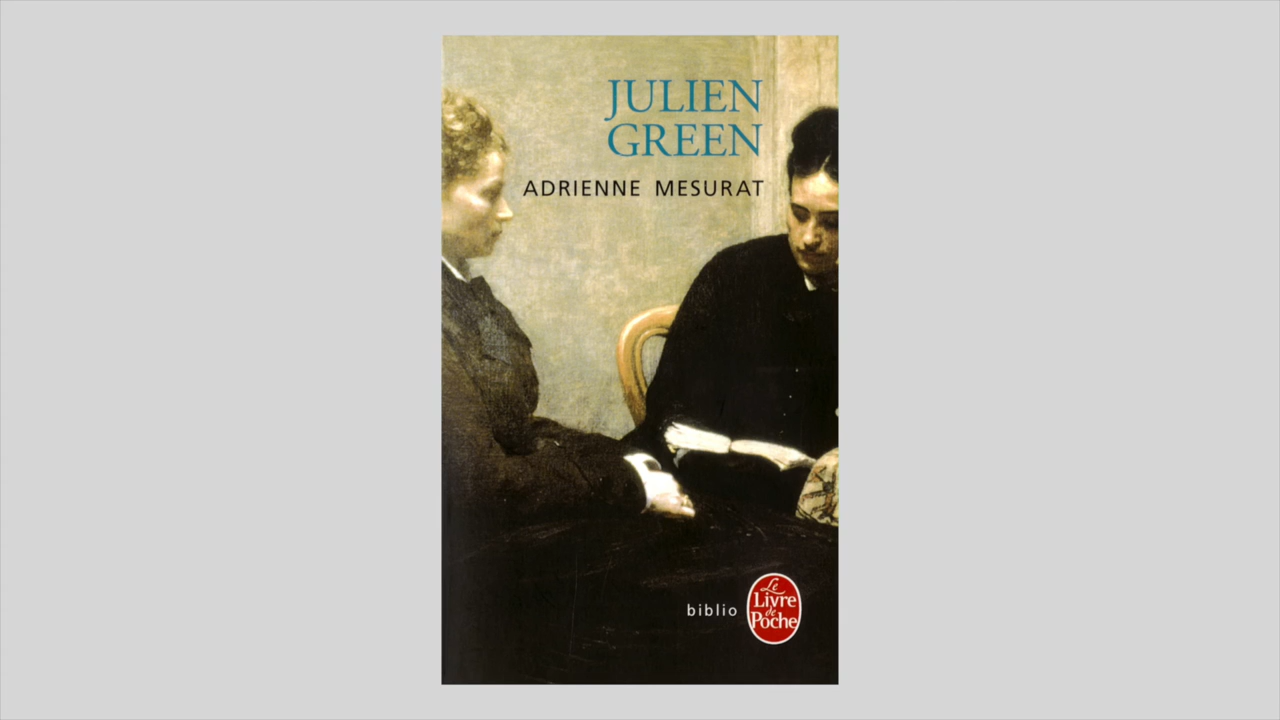 JULIEN
GREEN
ADRIENNE MESURAT
biblio
Le
Livre
de
Poche